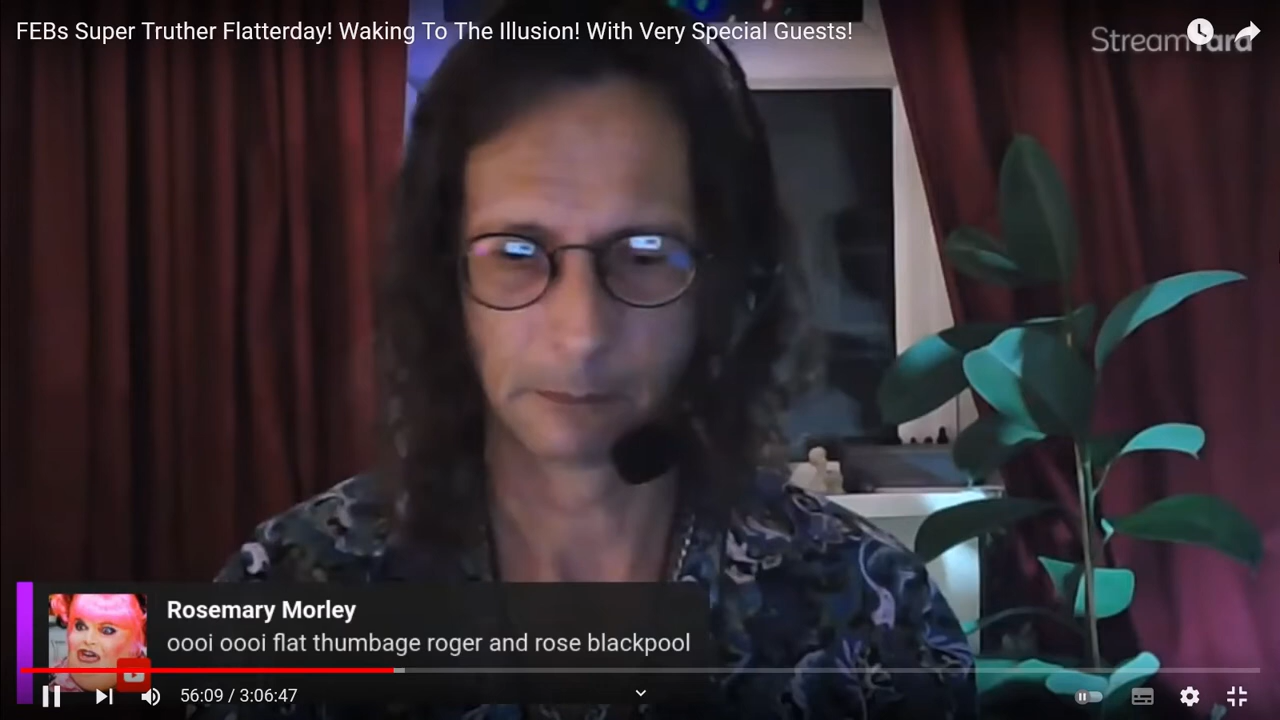 FEBs Super Truther Flatterday! Waking To The Illusion! With Very Special Guests!
StreamYard
Rosemary Morley
oooi oooi flat thumbage roger and rose blackpool
56:09 / 3:06:47